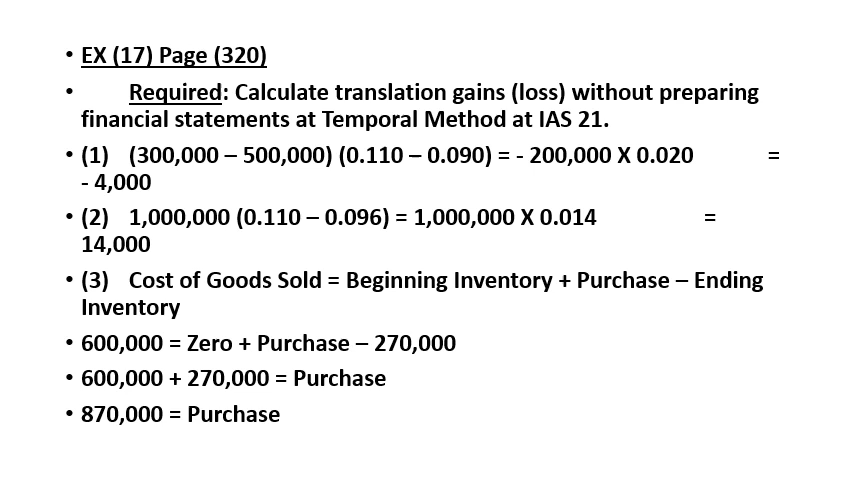 • EX (17) Page (320)
• Required: Calculate translation gains (loss) without preparing
financial statements at Temporal Method at IAS 21.
• (1) (300,000 – 500,000) (0.110 – 0.090) = - 200,000 X 0.020 =
- 4,000
• (2) 1,000,000 (0.110 – 0.096) = 1,000,000 X 0.014 =
14,000
• (3) Cost of Goods Sold = Beginning Inventory + Purchase – Ending
Inventory
• 600,000 = Zero + Purchase – 270,000
• 600,000 + 270,000 = Purchase
• 870,000 = Purchase